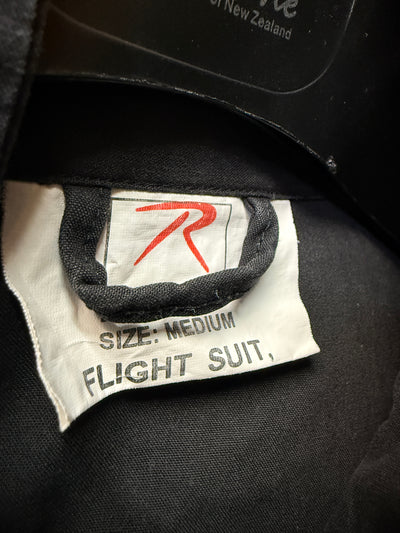 of New Zealand
R
SIZE: MEDIUM
FLIGHT SUIT,